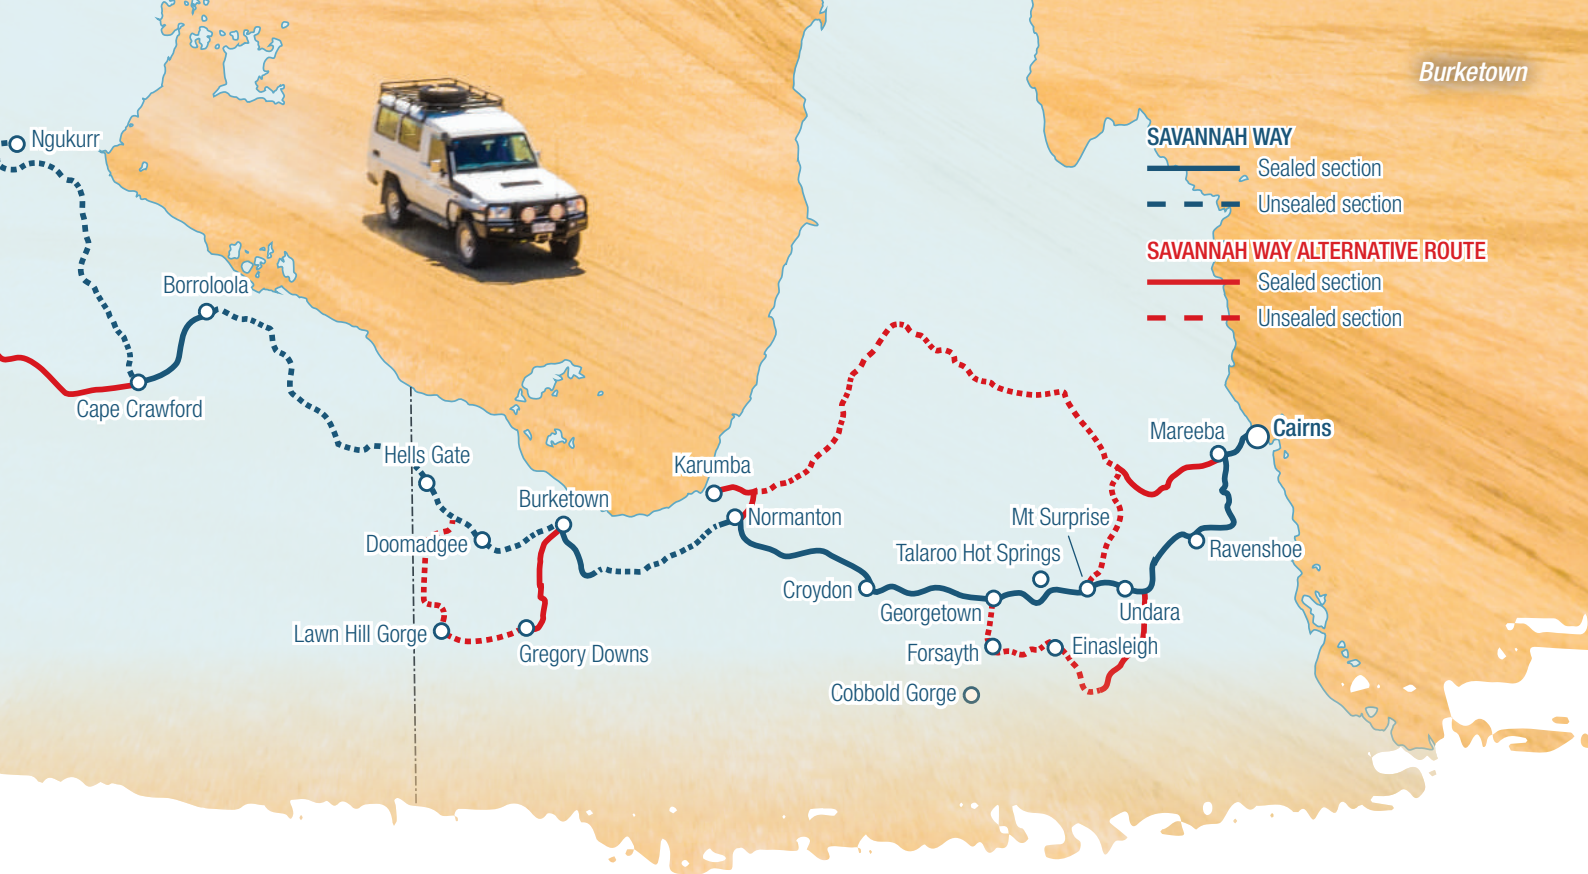 Burketown
SAVANNAH WAY
Sealed section
Unsealed section
SAVANNAH WAY ALTERNATIVE ROUTE
Sealed section
Unsealed section
Ngukurr
Borroloola
Cape Crawford
Hells Gate
Doomadgee
Burketown
Lawn Hill Gorge
Gregory Downs
Karumba
Normanton
Croydon
Georgetown
Talaroo Hot Springs
Mt Surprise
Undara
Forsayth
Einasleigh
Cobbold Gorge
Mareeba
Cairns
Ravenshoe